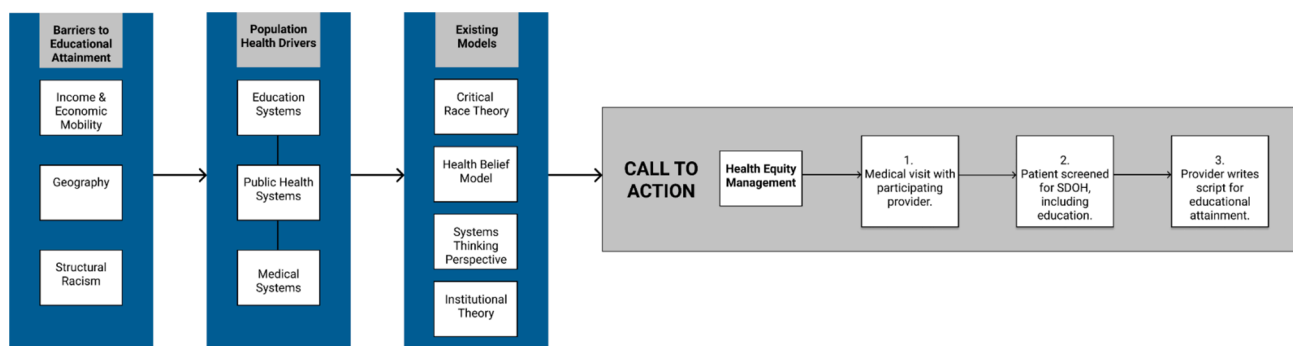 Barriers to
Educational
Attainment
Income &
Economic
Mobility
Geography
Structural
Racism
Population
Health Drivers
Education
Systems
Public Health
Systems
Medical
Systems
Existing
Models
Critical
Race Theory
Health Belief
Model
Systems
Thinking
Perspective
Institutional
Theory
CALL TO
ACTION
Health Equity
Management
1.
Medical visit with
participating
provider.
2.
Patient screened
for SDOH,
including
education.
3.
Provider writes
script for
educational
attainment.